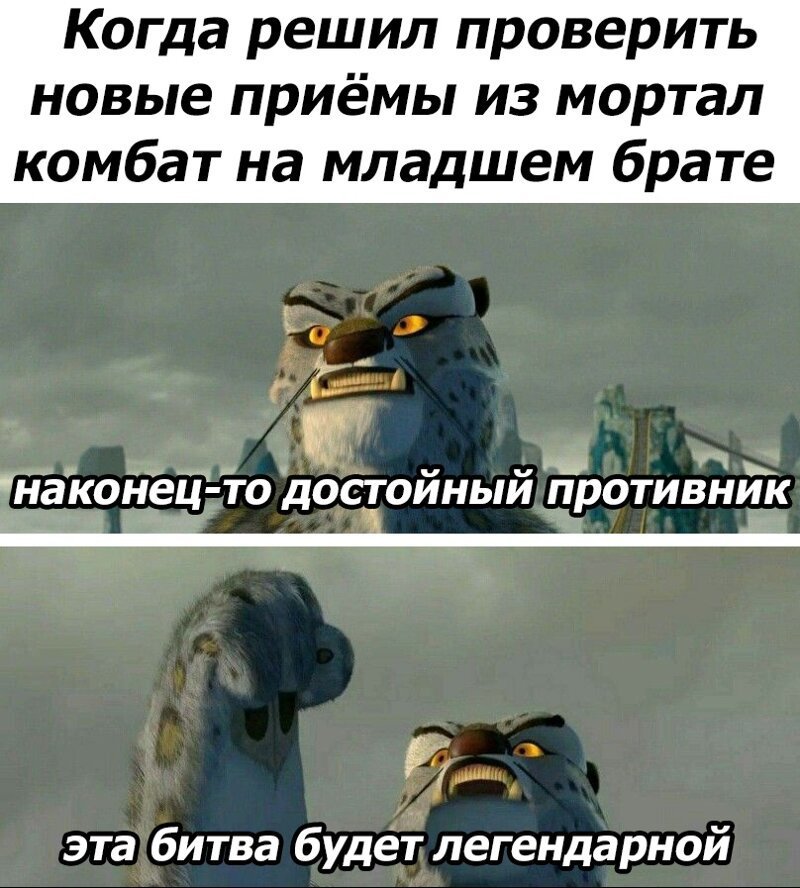 Когда решил проверить
новые приёмы из мортал
комбат на младшем брате
наконец-то достойный противник
эта битва будет легендарной